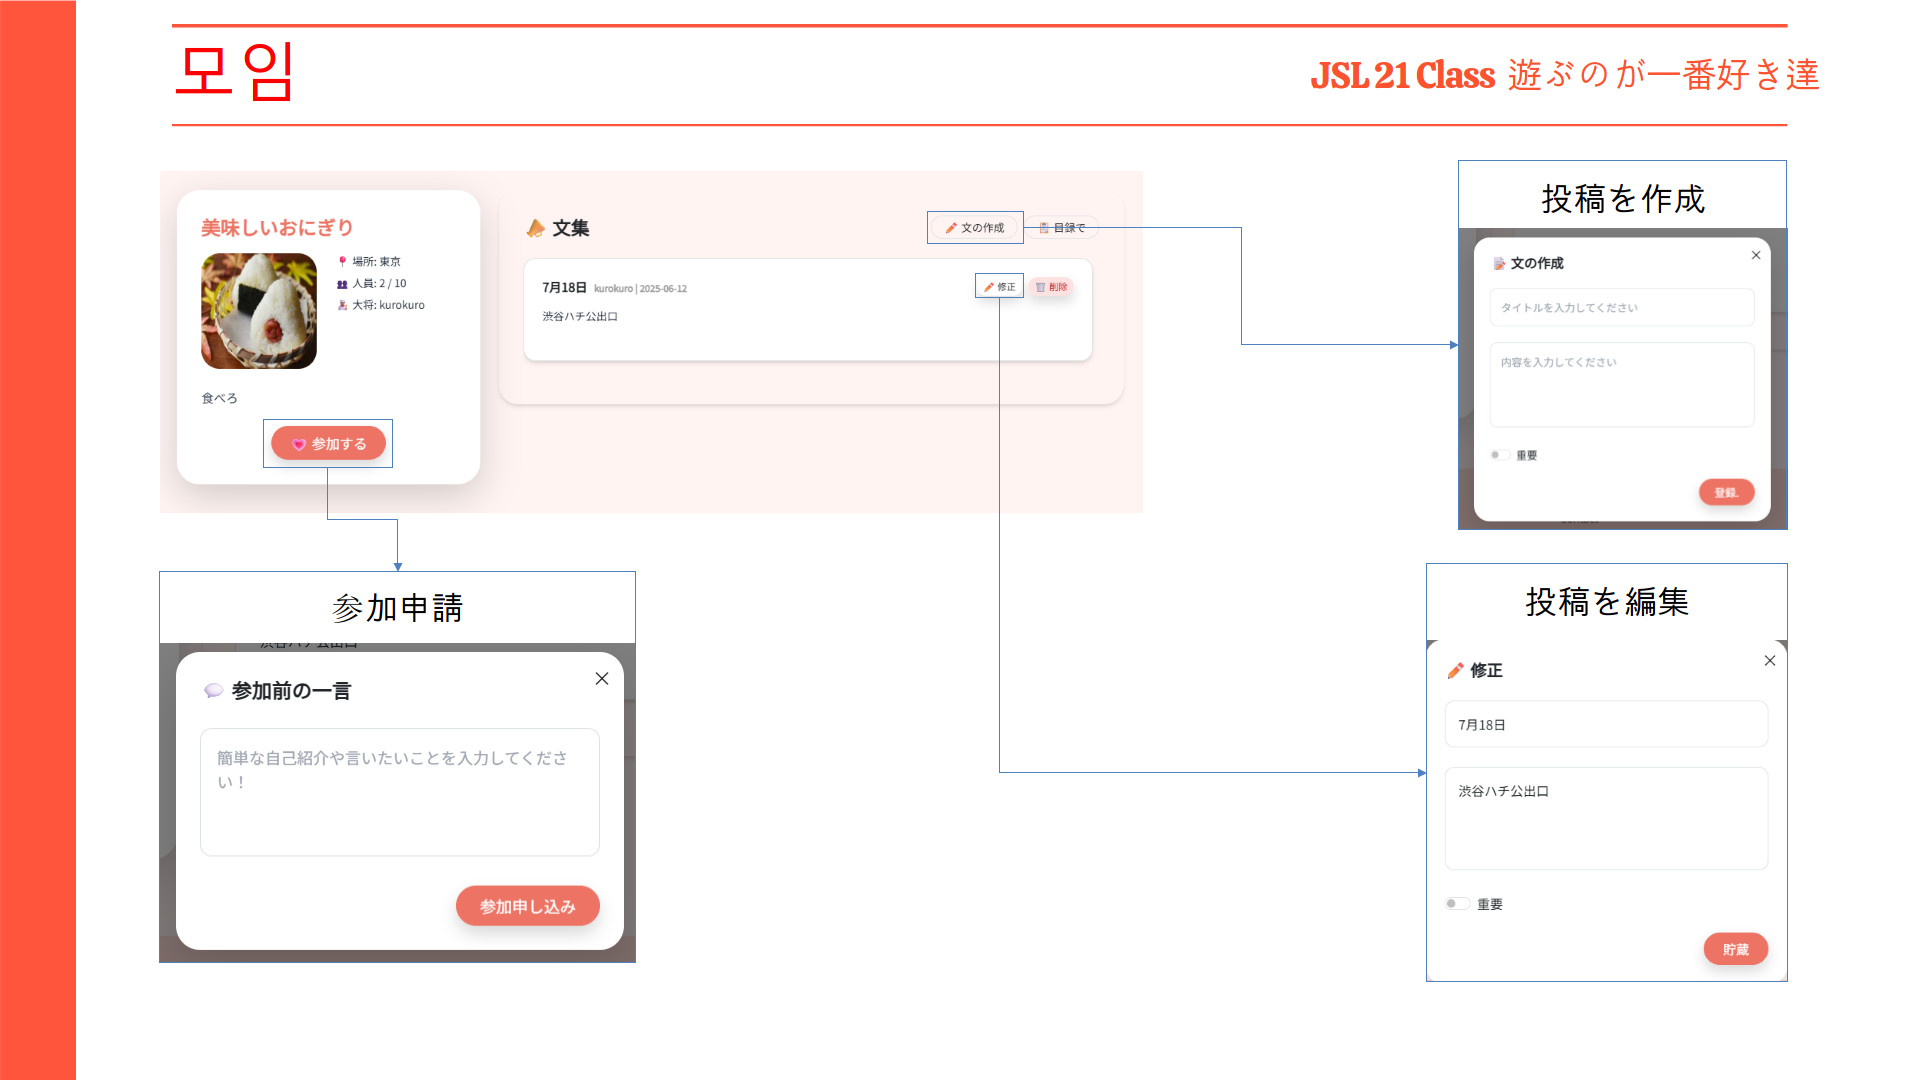 모임
JSL 21 Class 遊ぶのが一番好き達
美味しいおにぎり
場所: 東京
人員: 2 / 10
大将: kurokuro
食べろ
参加する
文集
文の作成
目録で
7月18日 kurokuro | 2025-06-12
修正
削除
渋谷ハチ公出口
投稿を作成
文の作成
タイトルを入力してください
内容を入力してください
重要
登録.
参加申請
渋谷ハチ公出口
参加前の一言
簡単な自己紹介や言いたいことを入力してくださ
い！
参加申し込み
投稿を編集
修正
7月18日
渋谷ハチ公出口
重要
貯蔵